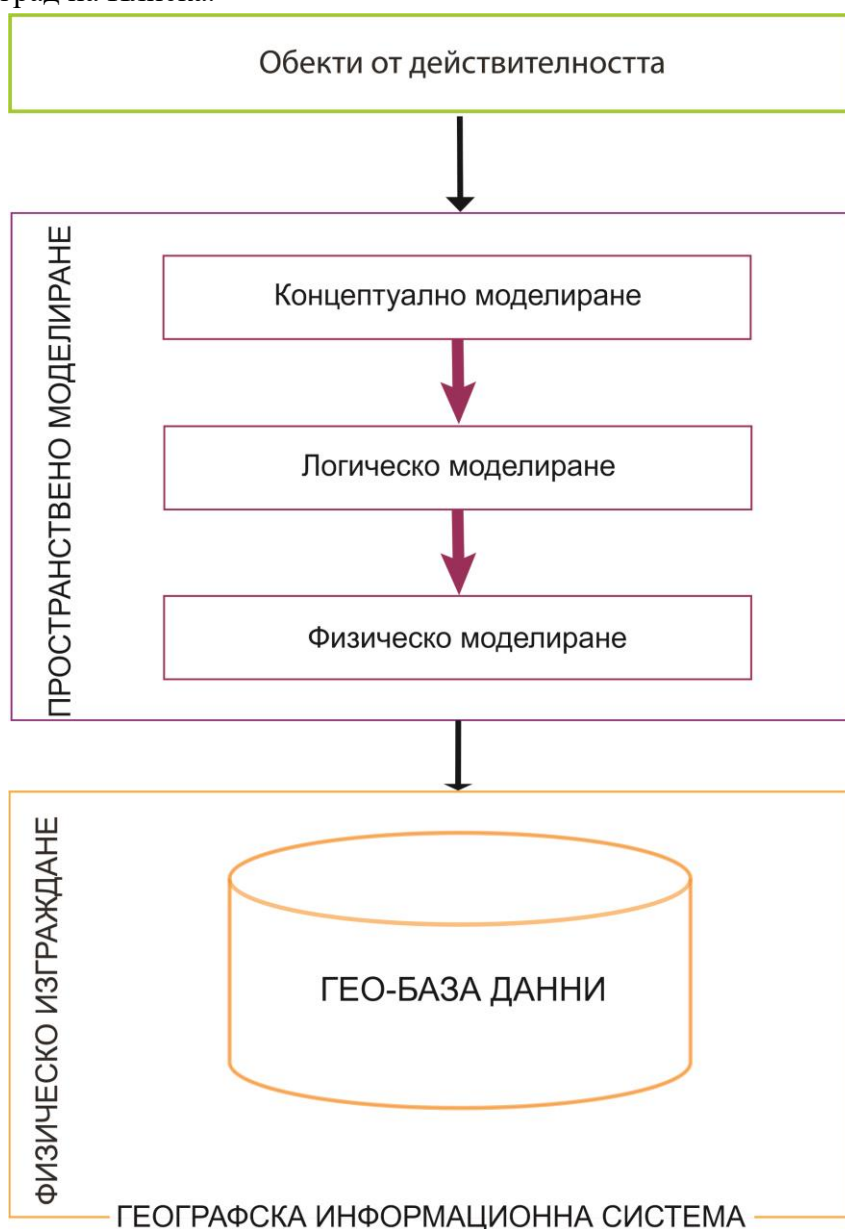 Обекти от действителността
ПРОСТРАНСТВЕНО МОДЕЛИРАНЕ
Концептуално моделиране
Логическо моделиране
Физическо моделиране
ФИЗИЧЕСКО ИЗГРАЖДАНЕ
ГЕО-БАЗА ДАННИ
ГЕОГРАФСКА ИНФОРМАЦИОННА СИСТЕМА